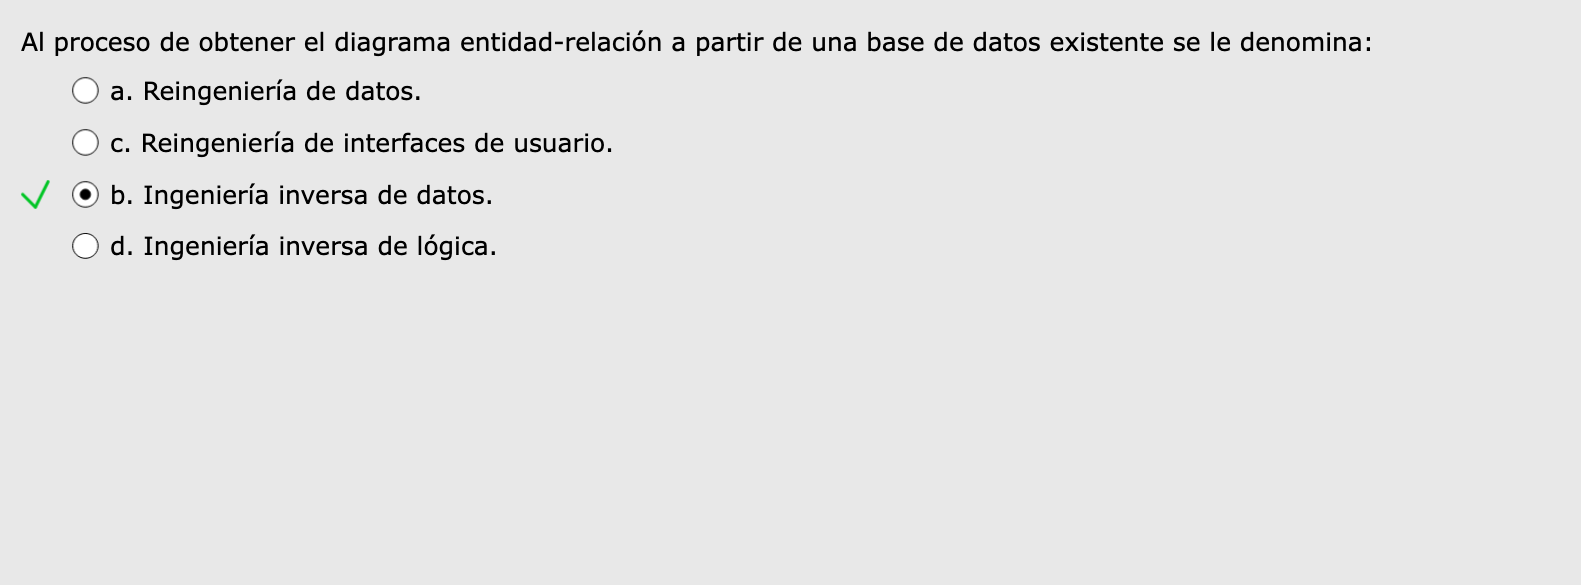 Al proceso de obtener el diagrama entidad-relación a partir de una base de datos existente se le denomina:
a. Reingeniería de datos.
c. Reingeniería de interfaces de usuario.
b. Ingeniería inversa de datos.
d. Ingeniería inversa de lógica.